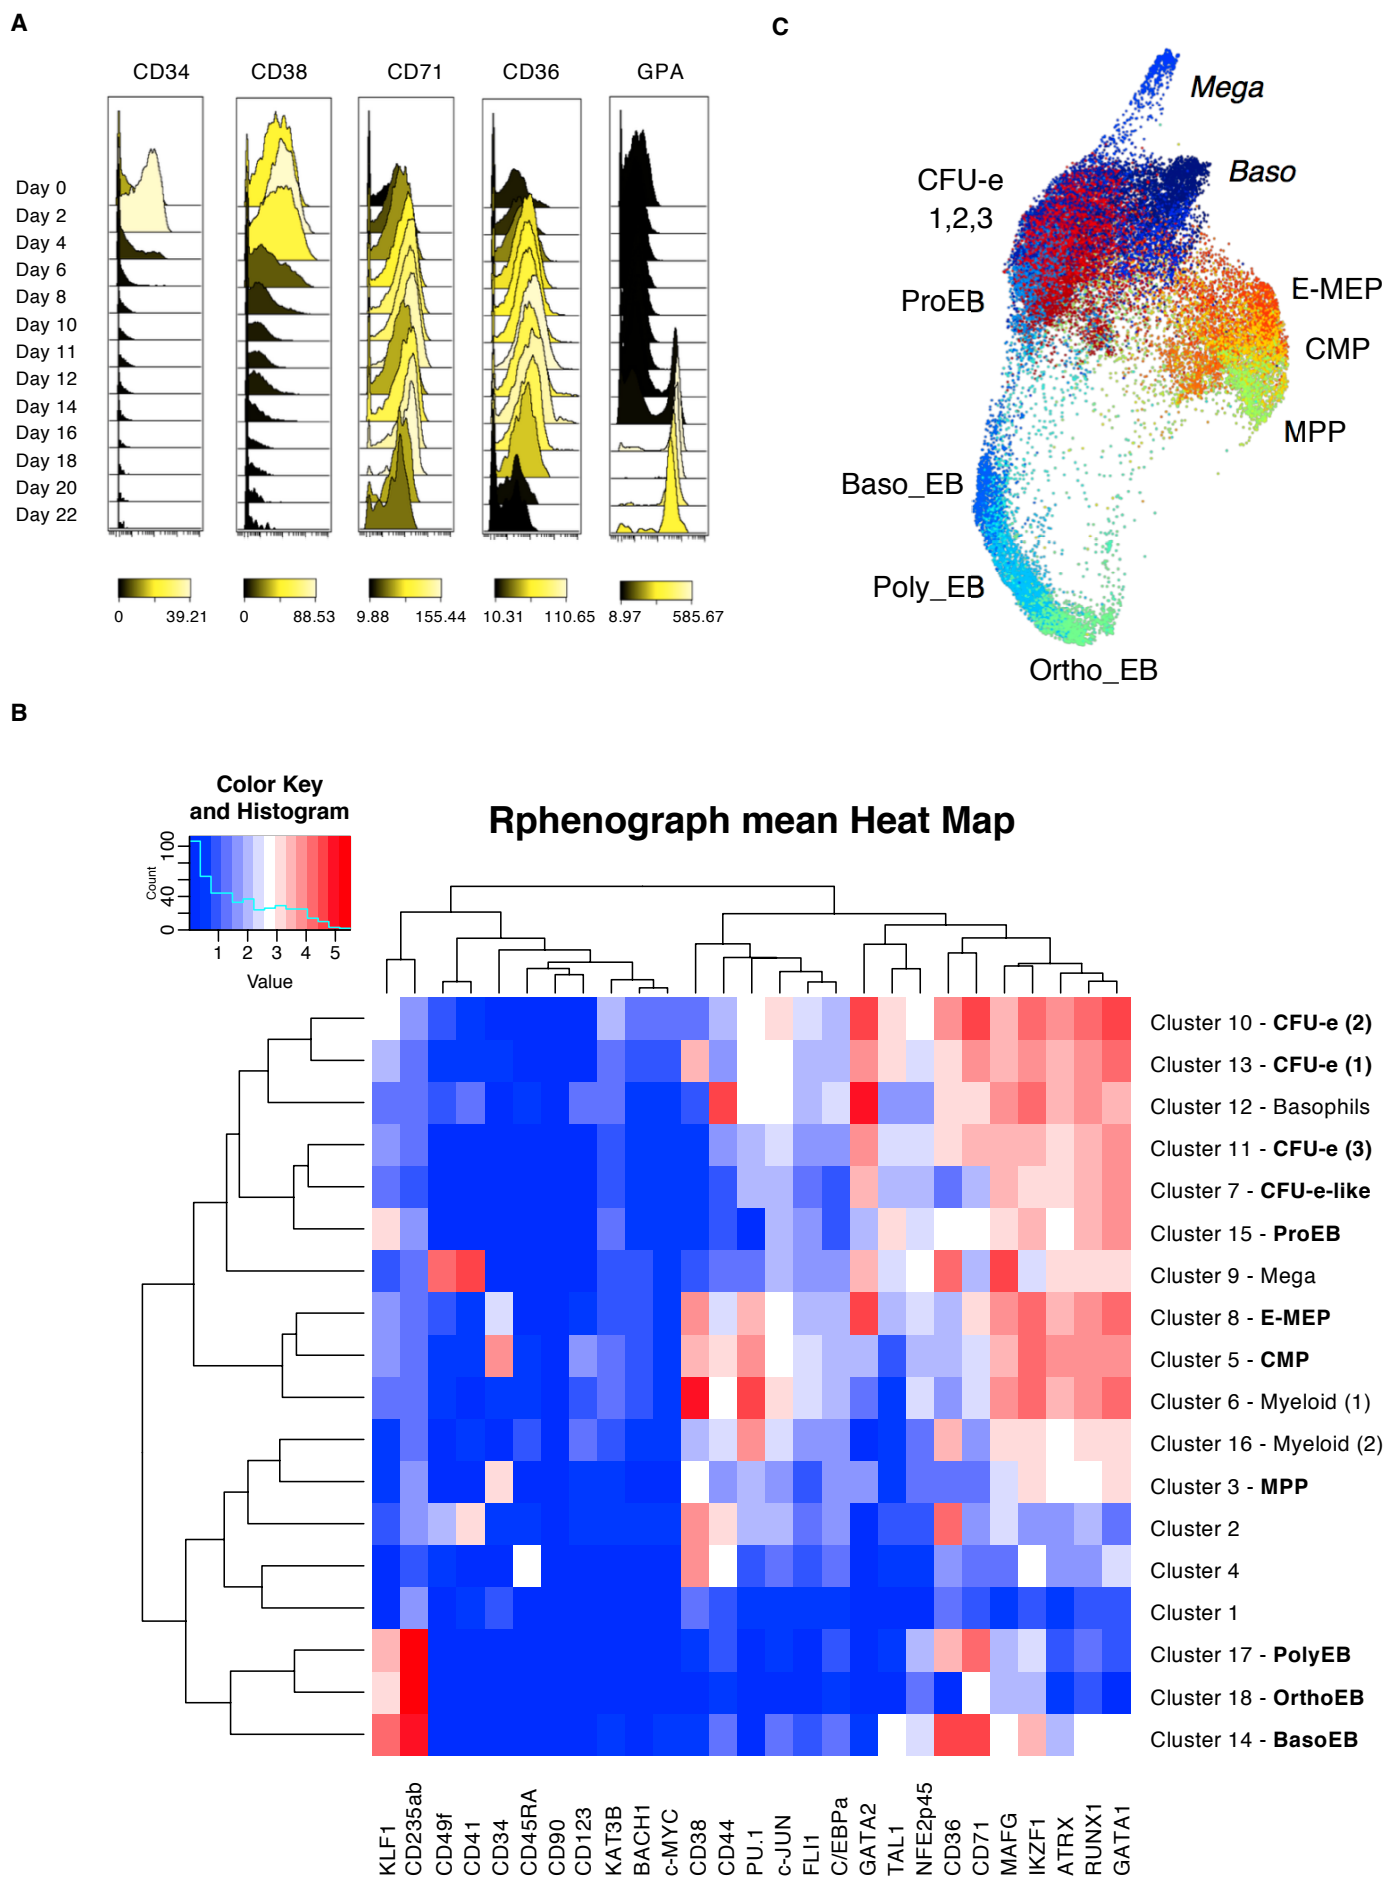 A
CD34 CD38 CD71 CD36 GPA
Day 0
Day 2
Day 4
Day 6
Day 8
Day 10
Day 11
Day 12
Day 14
Day 16
Day 18
Day 20
Day 22
0 39.21 0 88.53 9.88 155.44 10.31 110.65 8.97 585.67
C
Mega
Baso
CFU-e
1,2,3
ProEB
E-MEP
CMP
MPP
Baso_EB
Poly_EB
Ortho_EB
B
Color Key
and Histogram
Count
0 40 100
1 2 3 4 5
Value
Rphenograph mean Heat Map
Cluster 10 - CFU-e (2)
Cluster 13 - CFU-e (1)
Cluster 12 - Basophils
Cluster 11 - CFU-e (3)
Cluster 7 - CFU-e-like
Cluster 15 - ProEB
Cluster 9 - Mega
Cluster 8 - E-MEP
Cluster 5 - CMP
Cluster 6 - Myeloid (1)
Cluster 16 - Myeloid (2)
Cluster 3 - MPP
Cluster 2
Cluster 4
Cluster 1
Cluster 17 - PolyEB
Cluster 18 - OrthoEB
Cluster 14 - BasoEB
KLF1
CD235ab
CD49f
CD41
CD34
CD45RA
CD90
CD123
KAT3B
BACH1
c-MYC
CD38
CD44
PU.1
c-JUN
FLI1
C/EBPa
GATA2
TAL1
NFE2p45
CD36
CD71
MAFG
IKZF1
ATRX
RUNX1
GATA1